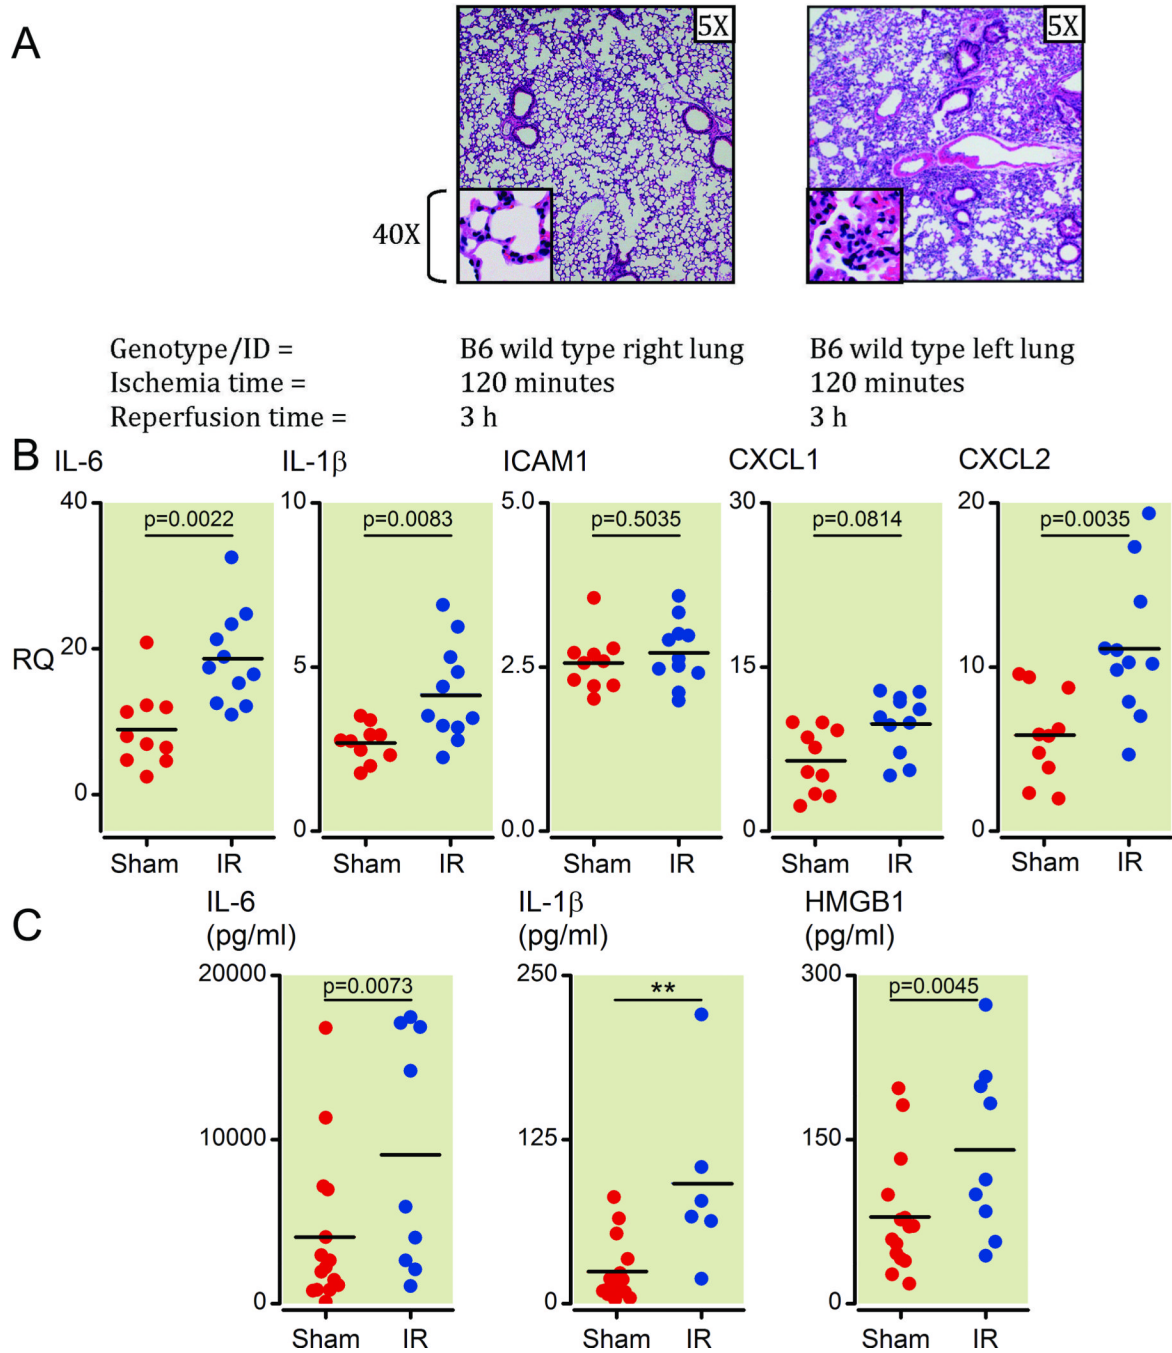 A
5X
5X
40X
Genotype/ID = B6 wild type right lung B6 wild type left lung
Ischemia time = 120 minutes 120 minutes
Reperfusion time = 3 h 3 h
B
IL-6 IL-1β ICAM1 CXCL1 CXCL2
40 10 5.0 30 20
p=0.0022 p=0.0083 p=0.5035 p=0.0814 p=0.0035
RQ 20 5 2.5 15 10
0 0 0.0 0 0
Sham IR Sham IR Sham IR Sham IR Sham IR
C
IL-6 IL-1β HMGB1
(pg/ml) (pg/ml) (pg/ml)
20000 250 300
p=0.0073 ** p=0.0045
10000 125 150
0 0 0
Sham IR Sham IR Sham IR